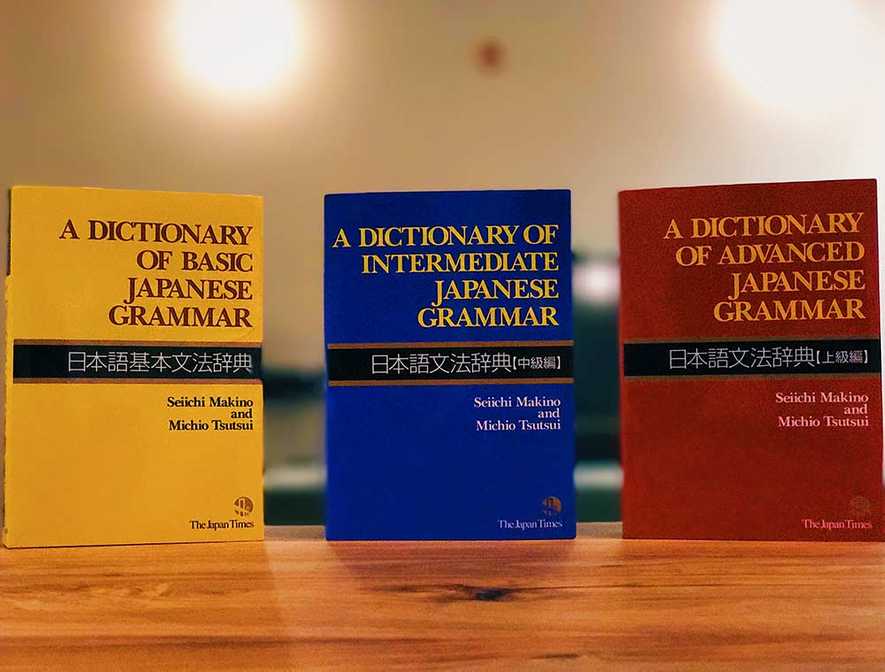 A DICTIONARY
OF BASIC
JAPANESE
GRAMMAR
日本語基本文法辞典
Seiichi Makino
and
Michio Tsutsui
The Japan Times
A DICTIONARY OF
INTERMEDIATE
JAPANESE
GRAMMAR
日本語文法辞典【中級編】
Seiichi Makino
and
Michio Tsutsui
The Japan Times
A DICTIONARY
OF ADVANCED
JAPANESE
GRAMMAR
日本語文法辞典【上級編】
Seiichi Makino
and
Michio Tsutsui
The Japan Times